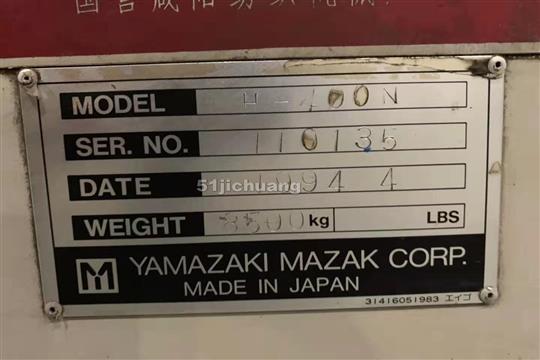 MODEL H-400N
SER. NO. 110135
DATE 1994 4
51jichuang
WEIGHT 8500 kg LBS
M YAMAZAKI MAZAK CORP.
MADE IN JAPAN
31416051983 エイゴ